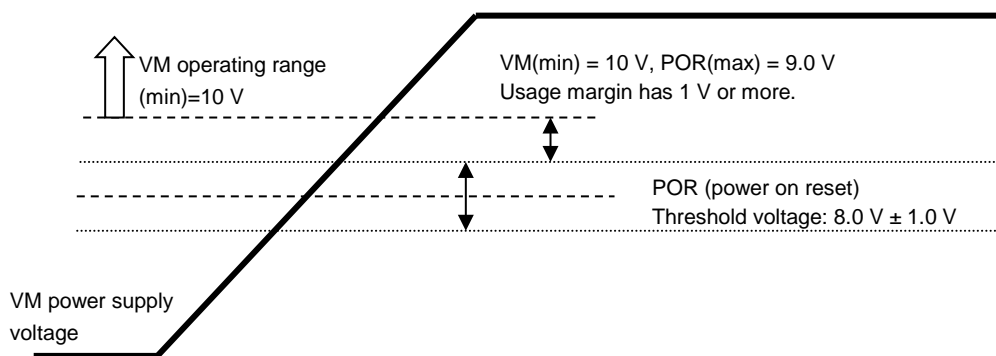 VM operating range
(min)=10 V
VM(min) = 10 V, POR(max) = 9.0 V
Usage margin has 1 V or more.
POR (power on reset)
Threshold voltage: 8.0 V ± 1.0 V
VM power supply
voltage